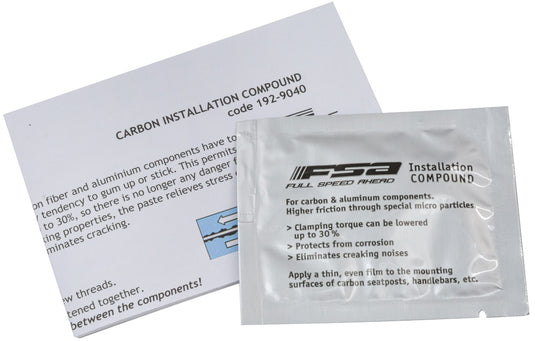 CARBON INSTALLATION COMPOUND
code 192-9040
on fiber and aluminium components have to
tendency to gum up or stick. This permits
to 30%, so there is no longer any danger
ing properties, the paste relieves stress
minates cracking.
ew threads.
tened together.
between the components!
FSA Installation
FULL SPEED AHEAD COMPOUND
For carbon & aluminum components.
Higher friction through special micro particles
> Clamping torque can be lowered
up to 30%
> Protects from corrosion
> Eliminates creaking noises
Apply a thin, even film to the mounting
surfaces of carbon seatposts, handlebars, etc.